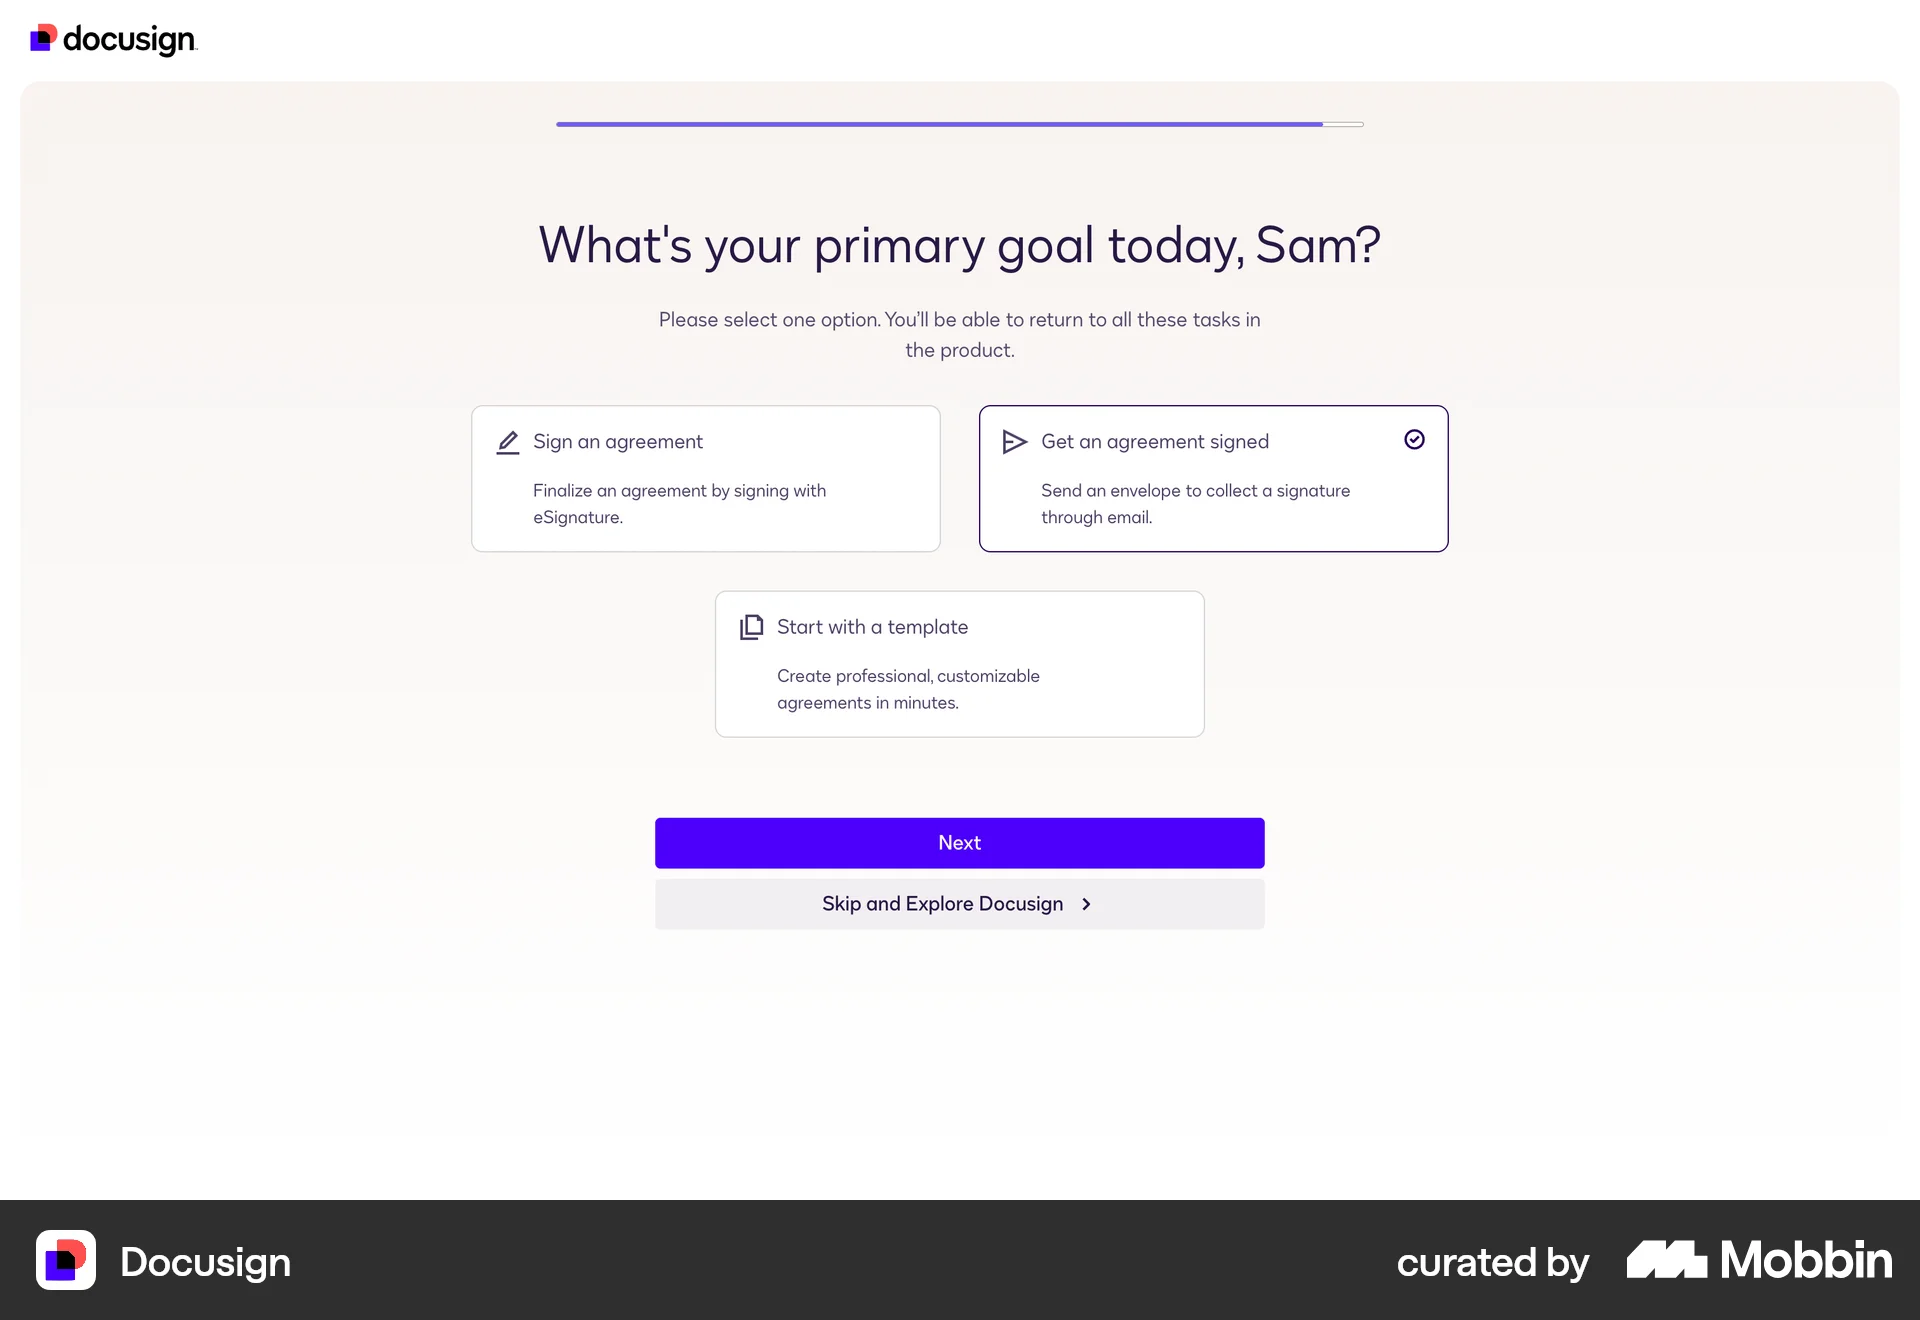 docusign
What's your primary goal today, Sam?
Please select one option. You'll be able to return to all these tasks in
the product.
Sign an agreement
Finalize an agreement by signing with
eSignature.
Get an agreement signed
Send an envelope to collect a signature
through email.
Start with a template
Create professional, customizable
agreements in minutes.
Next
Skip and Explore Docusign
Docusign
curated by
Mobbin